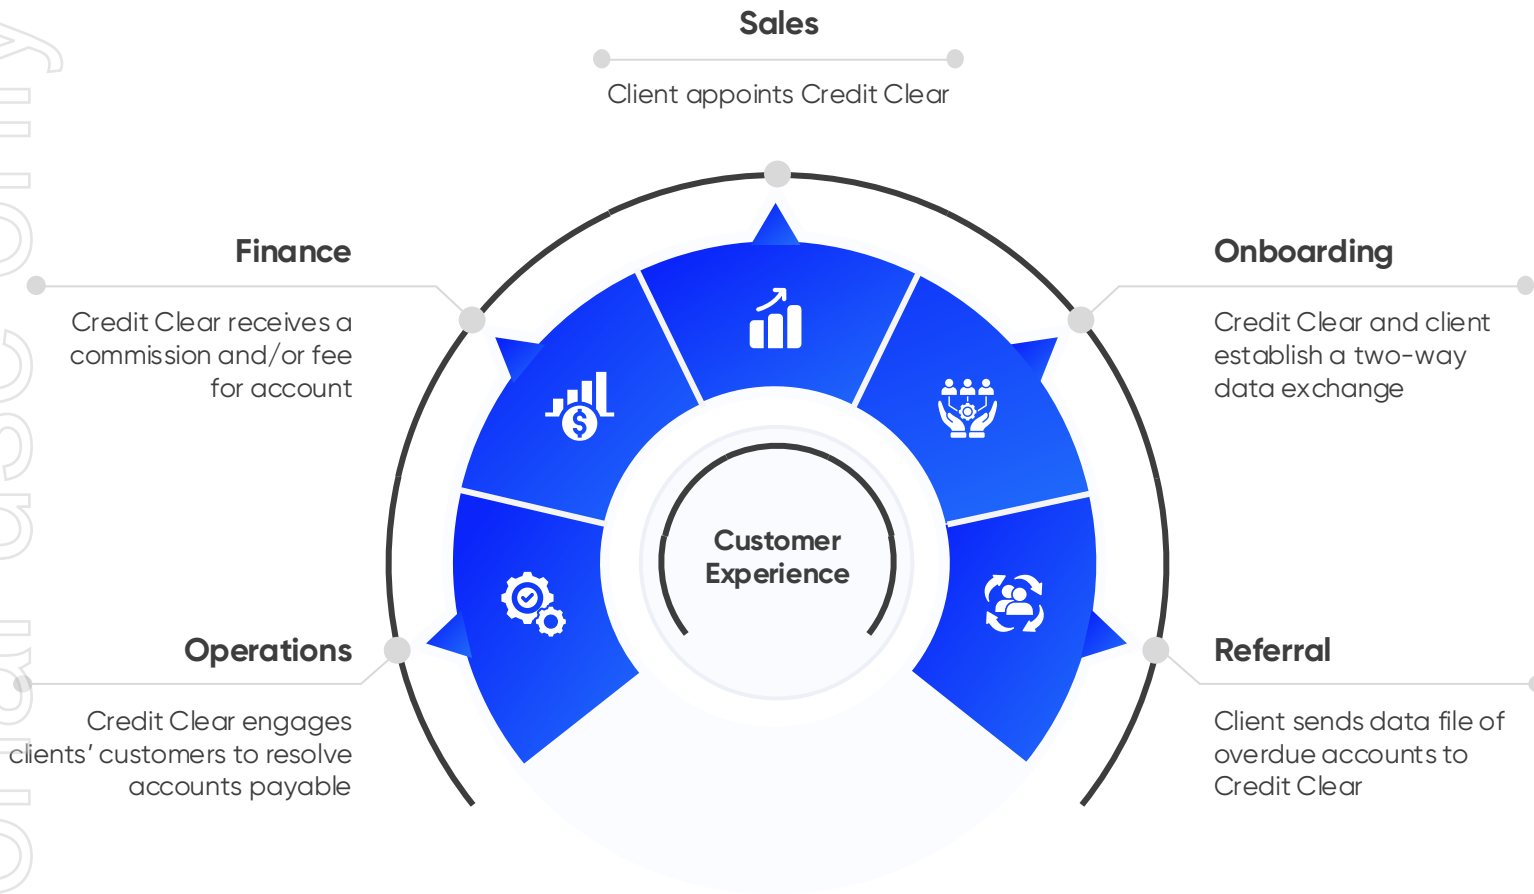 Sales
Client appoints Credit Clear
Finance
Credit Clear receives a
commission and/or fee
for account
Onboarding
Credit Clear and client
establish a two-way
data exchange
$
Customer
Experience
Operations
Credit Clear engages
clients’ customers to resolve
accounts payable
Referral
Client sends data file of
overdue accounts to
Credit Clear